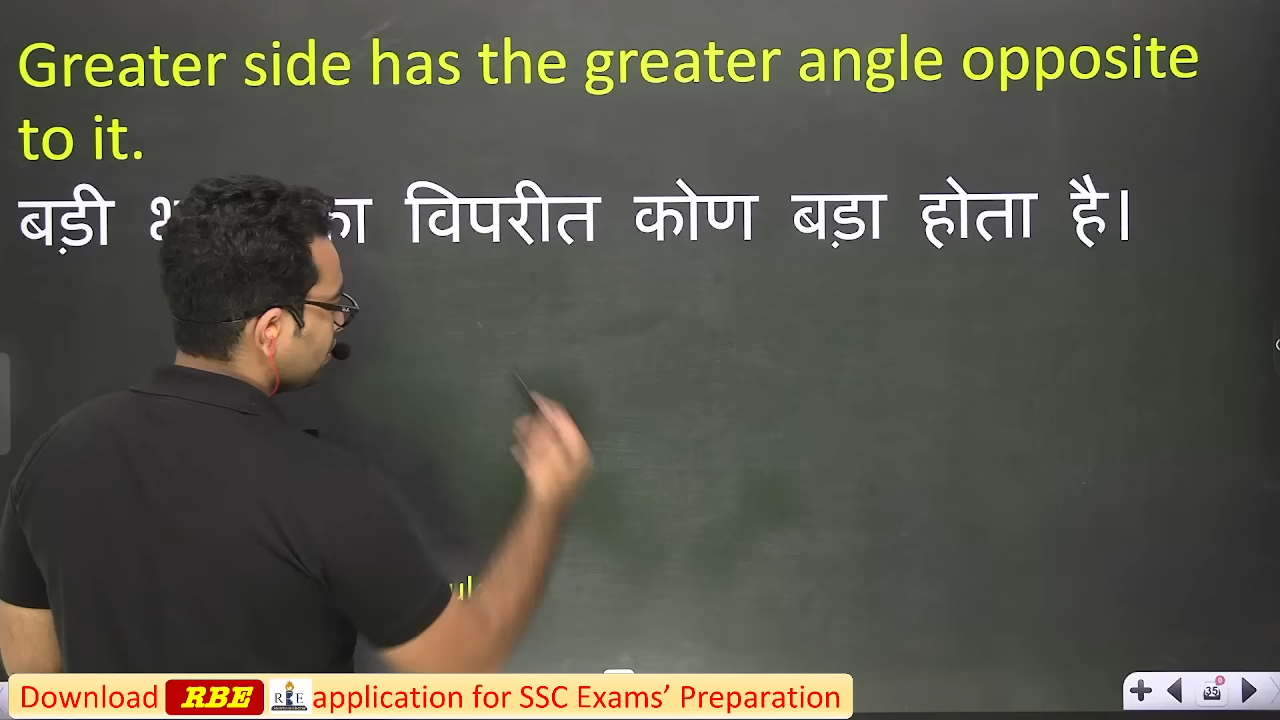 Greater side has the greater angle opposite
to it.
बड़ी का विपरीत कोण बड़ा होता है।
Download RBE RBE application for SSC Exams’ Preparation
35